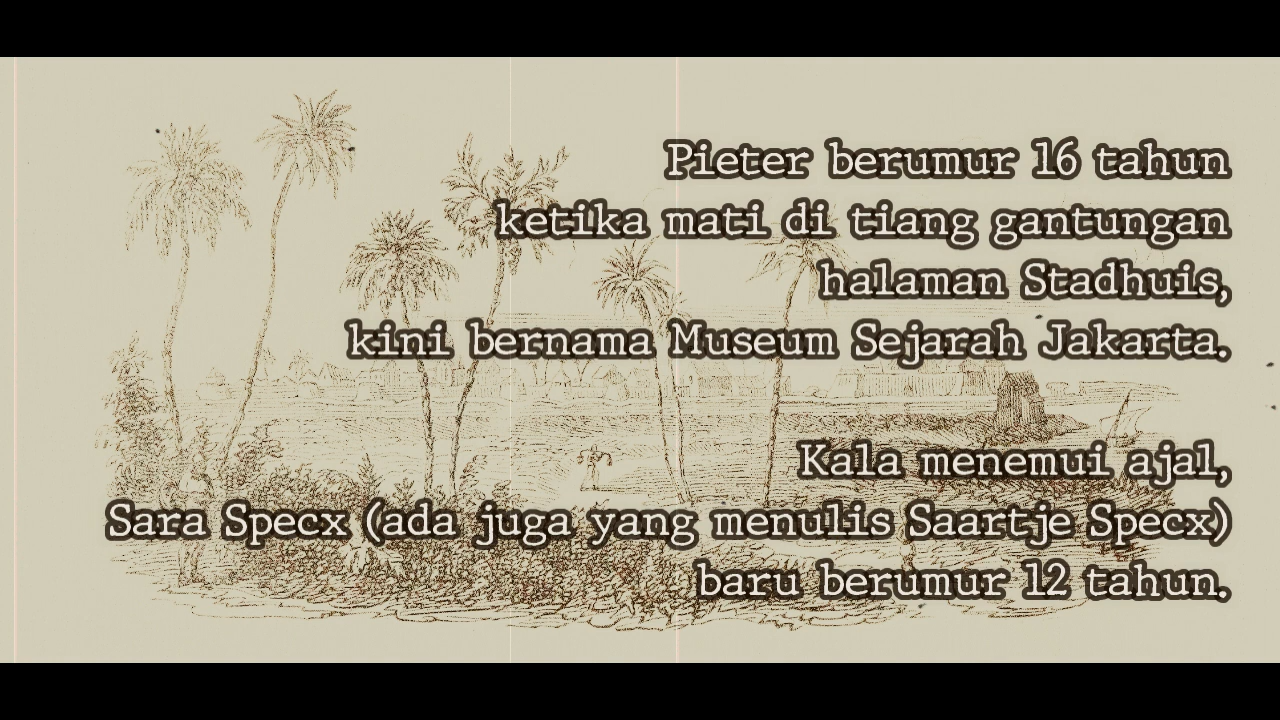 Pieter berumur 16 tahun
ketika mati di tiang gantungan
halaman Stadhuis,
kini bernama Museum Sejarah Jakarta.
Kala menemui ajal,
Sara Specx (ada juga yang menulis Saartje Specx)
baru berumur 12 tahun.